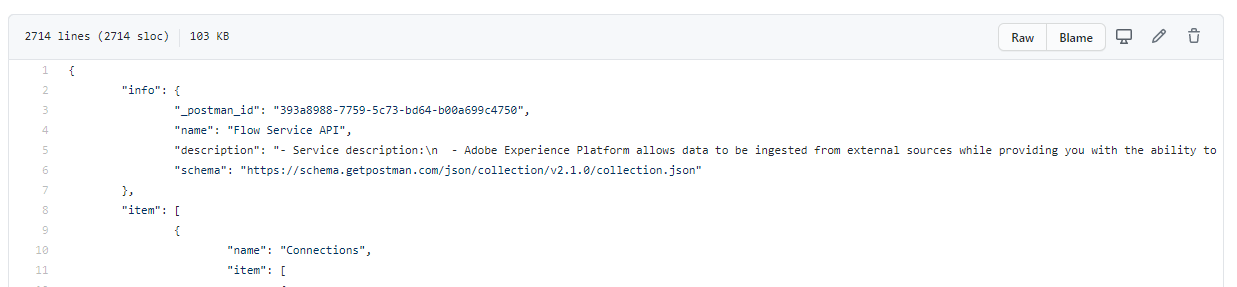 2714 lines (2714 sloc) 103 KB Raw Blame
1 {
2 "info": {
3 "_postman_id": "393a8988-7759-5c73-bd64-b00a699c4750",
4 "name": "Flow Service API",
5 "description": "- Service description:\n  - Adobe Experience Platform allows data to be ingested from external sources while providing you with the ability to
6 "schema": "https://schema.getpostman.com/json/collection/v2.1.0/collection.json"
7 },
8 "item": [
9 {
10 "name": "Connections",
11 "item": [